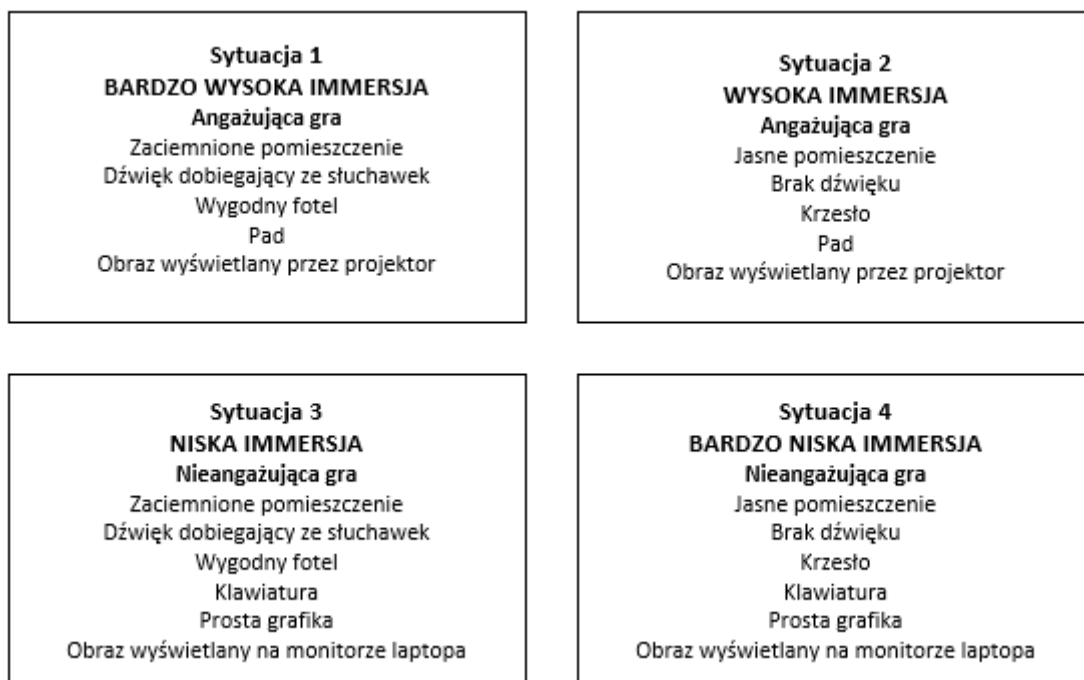 Sytuacja 1
BARDZO WYSOKA IMMERSJA
Angażująca gra
Zaciemnione pomieszczenie
Dźwięk dobiegający ze słuchawek
Wygodny fotel
Pad
Obraz wyświetlany przez projektor
Sytuacja 2
WYSOKA IMMERSJA
Angażująca gra
Jasne pomieszczenie
Brak dźwięku
Krzesło
Pad
Obraz wyświetlany przez projektor
Sytuacja 3
NISKA IMMERSJA
Nieangażująca gra
Zaciemnione pomieszczenie
Dźwięk dobiegający ze słuchawek
Wygodny fotel
Klawiatura
Prosta grafika
Obraz wyświetlany na monitorze laptopa
Sytuacja 4
BARDZO NISKA IMMERSJA
Nieangażująca gra
Jasne pomieszczenie
Brak dźwięku
Krzesło
Klawiatura
Prosta grafika
Obraz wyświetlany na monitorze laptopa